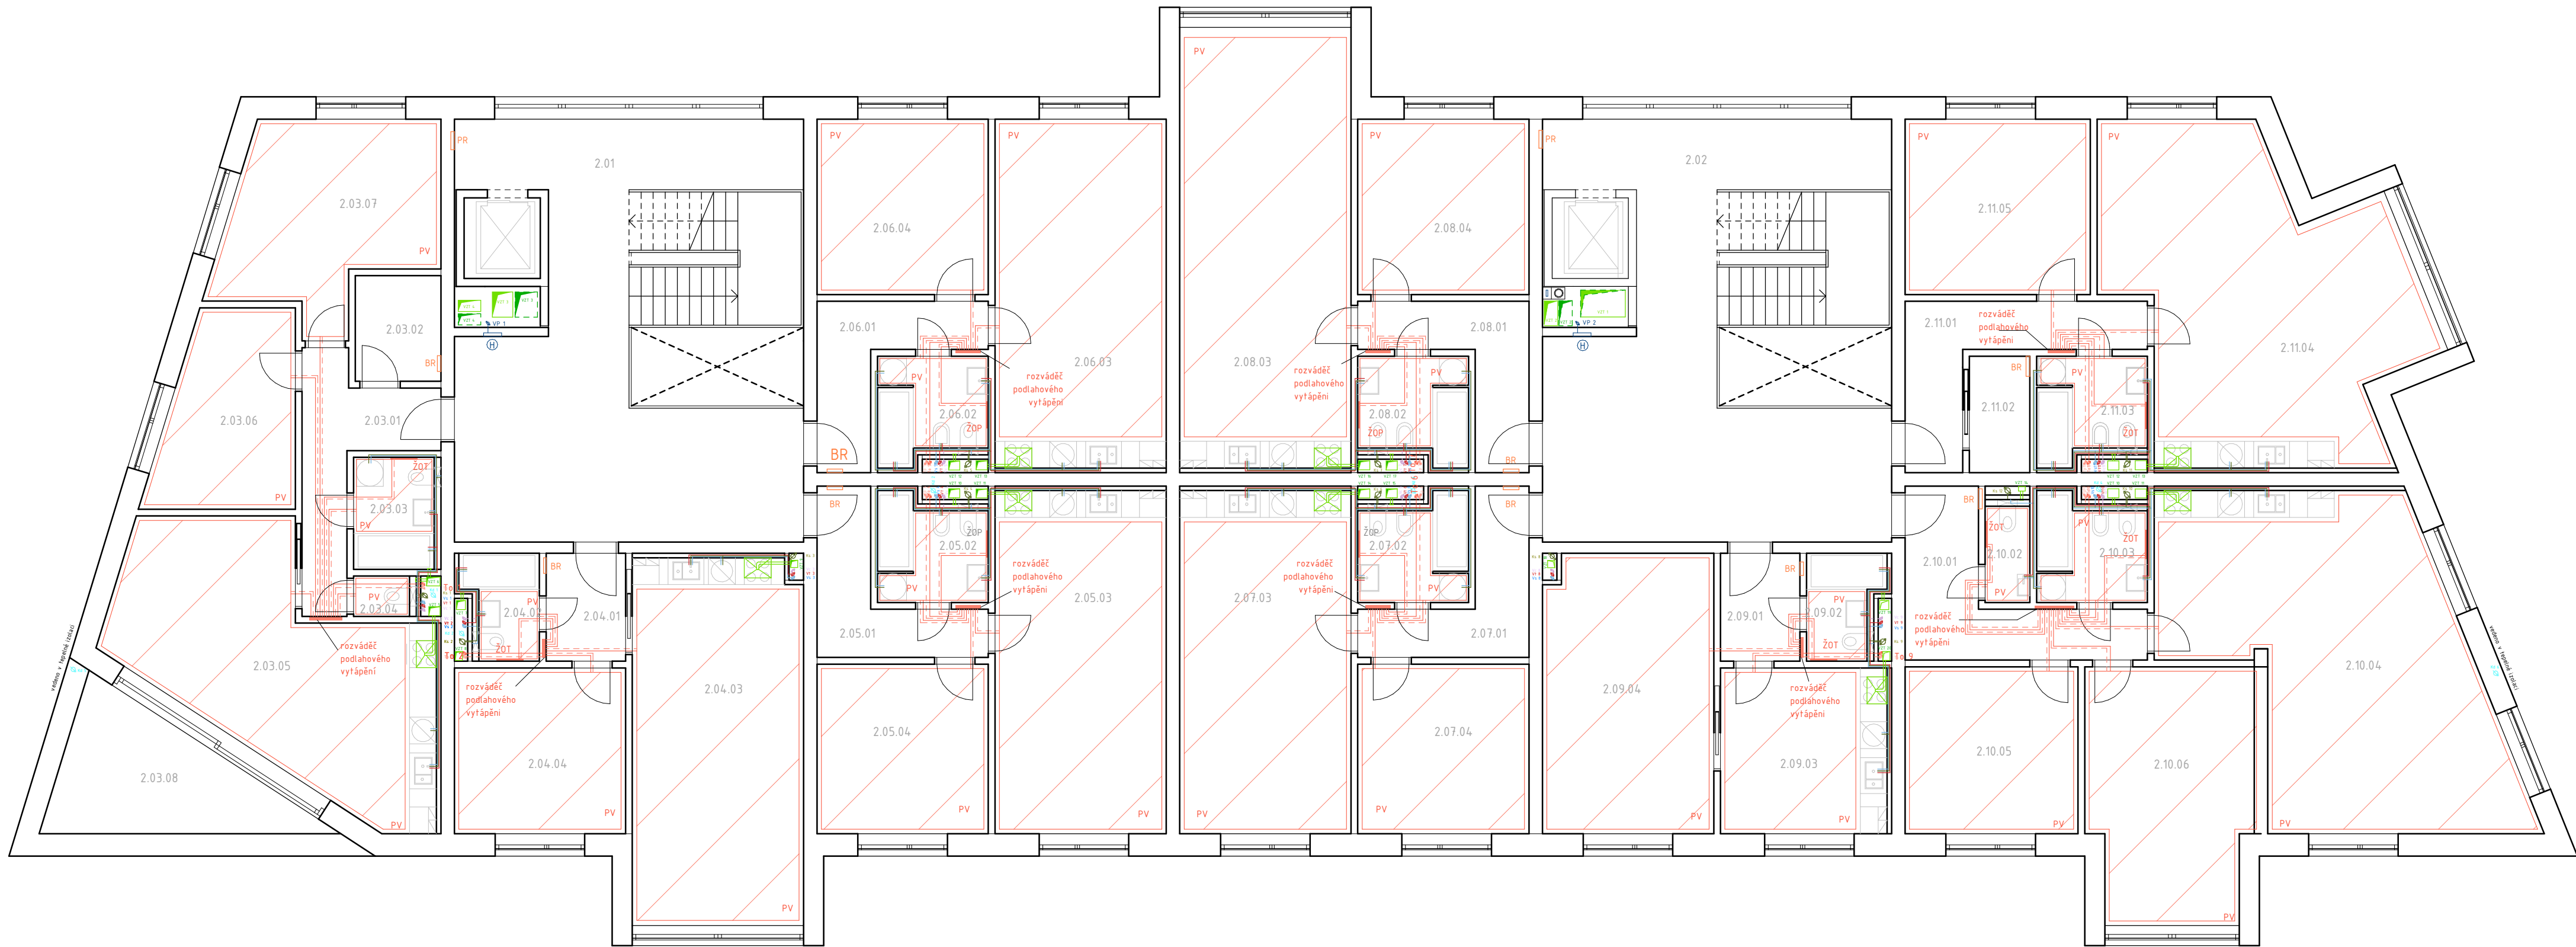 PV
PV
PV
PV
PV
PV
PV
PR
PR
2.01
2.02
2.03.07
2.06.04
2.08.04
2.11.05
PV
VP 1
VP 2
H
H
2.03.02
2.06.01
2.06.03
2.08.03
2.08.01
2.11.01
2.11.04
rozváděč
podlahového
vytápění
BR
BR
rozváděč
podlahového
vytápění
rozváděč
podlahového
vytápění
PV
PV
PV
2.03.06
2.03.01
2.06.02
2.08.02
2.11.02
2.11.03
ŽOP
ŽOP
ŽOT
BR
BR
ŽOT
PV
2.03.03
PV
BR
BR
BR
PV
ŽOT
2.05.02
ŽOP
ŽOP
2.07.02
2.10.02
2.10.03
ŽOT
BR
rozváděč
podlahového
vytápění
rozváděč
podlahového
vytápění
BR
2.10.01
PV
2.03.04
PV
PV
PV
PV
PV
2.04.02
2.04.01
2.05.03
2.07.03
2.09.01
2.09.02
rozváděč
podlahového
vytápění
2.05.01
2.07.01
vedeno v tepelné izolaci
vedeno v tepelné izolaci
ŽOT
ŽOT
rozváděč
podlahového
vytápění
2.03.05
2.10.04
rozváděč
podlahového
vytápění
2.04.03
2.09.04
rozváděč
podlahového
vytápění
2.05.04
2.07.04
2.04.04
2.09.03
2.10.05
2.10.06
2.03.08
PV
PV
PV
PV
PV
PV
PV
PV
PV
PV
PV
PV
PV